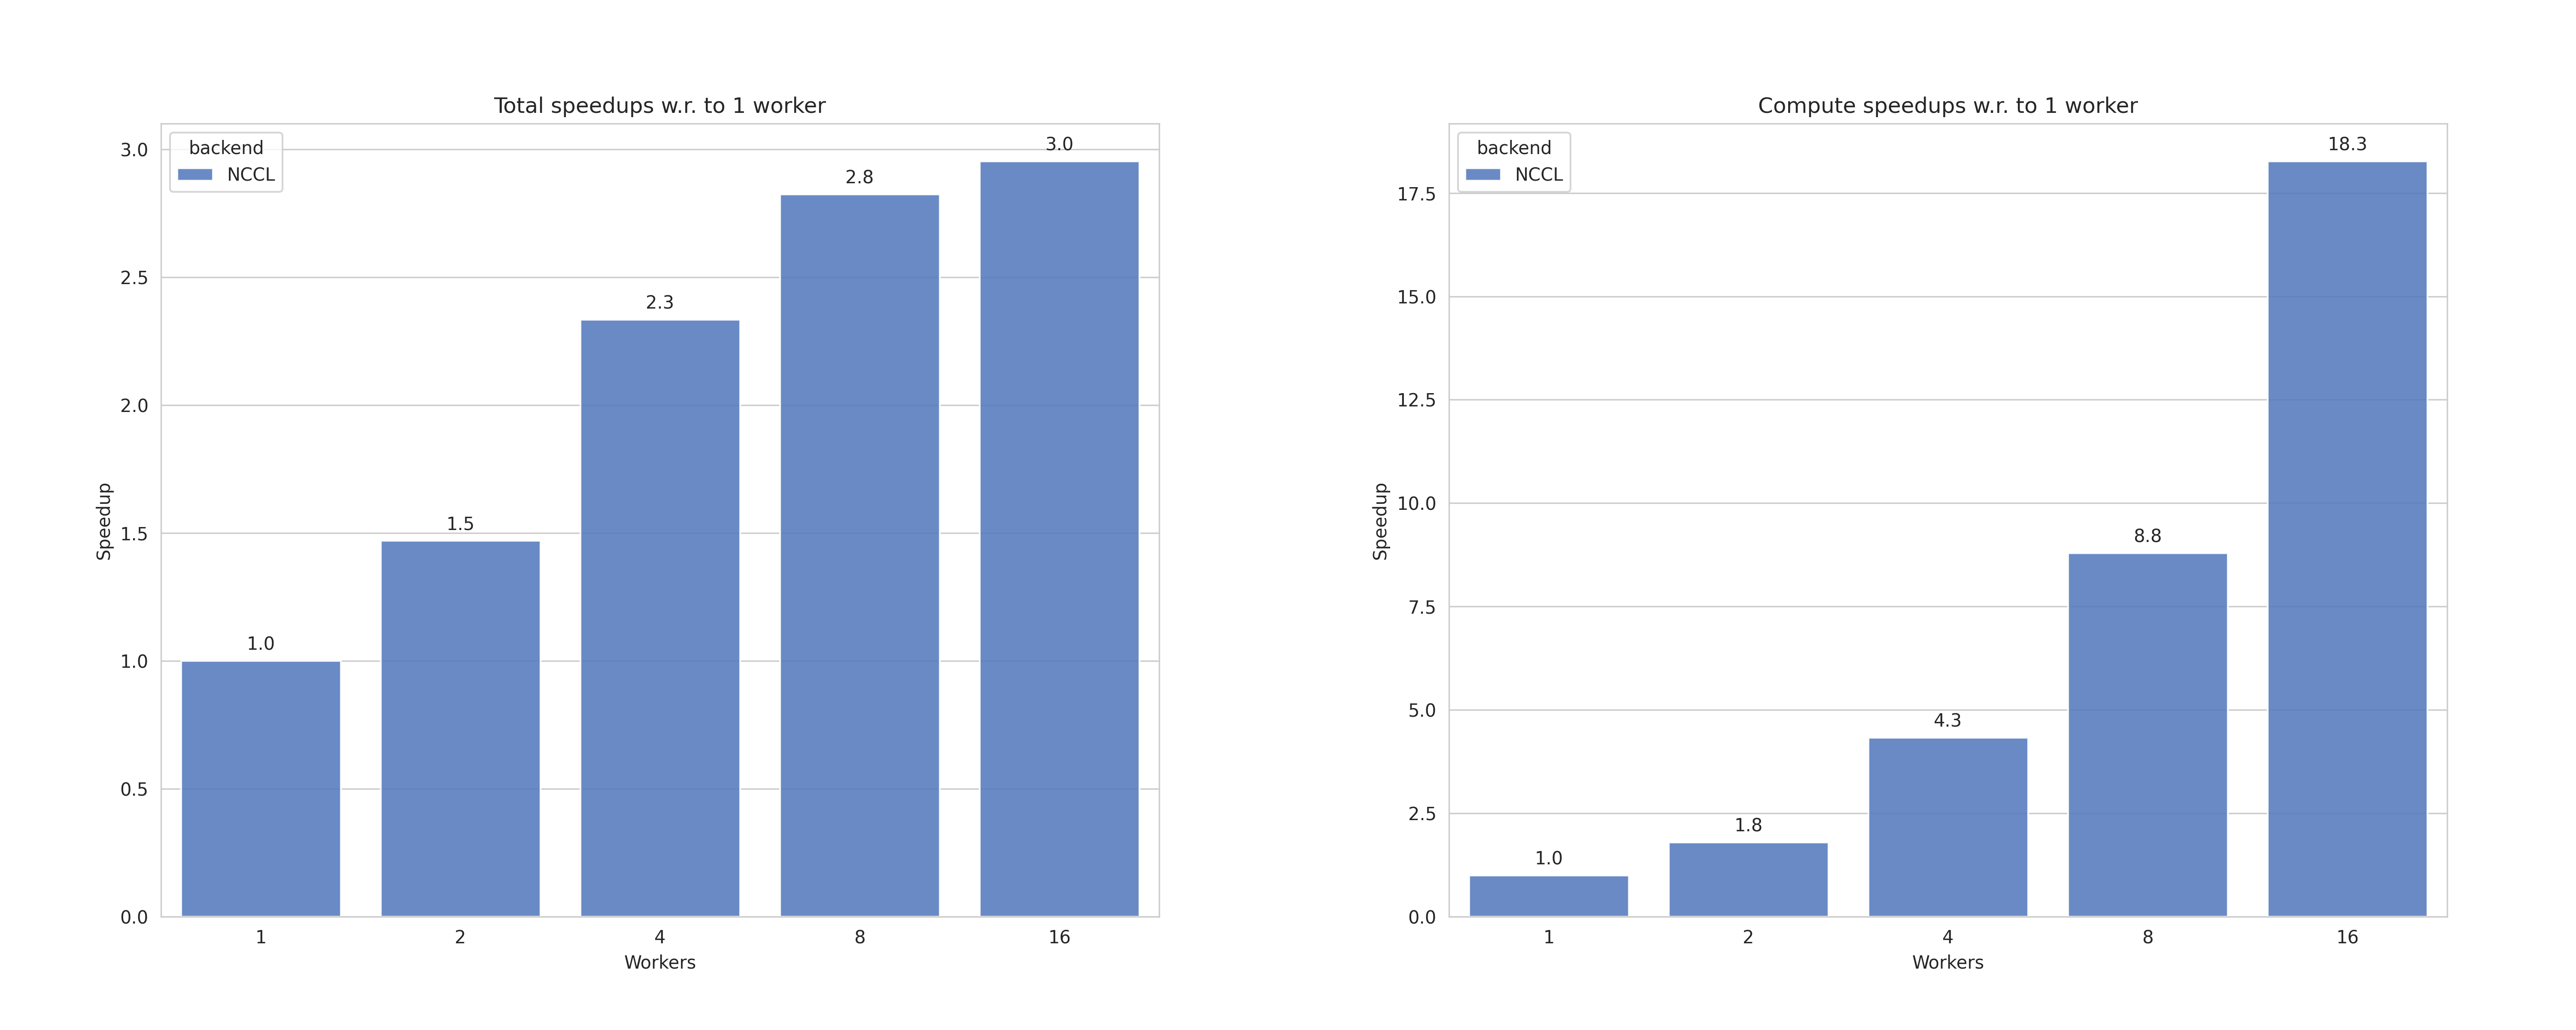 Total speedups w.r. to 1 worker
backend
NCCL
3.0
2.5
2.0
1.5
1.0
0.5
0.0
Speedup
1.0
1.5
2.3
2.8
3.0
1 2 4 8 16
Workers
Compute speedups w.r. to 1 worker
backend
NCCL
17.5
15.0
12.5
10.0
7.5
5.0
2.5
0.0
Speedup
1.0
1.8
4.3
8.8
18.3
1 2 4 8 16
Workers